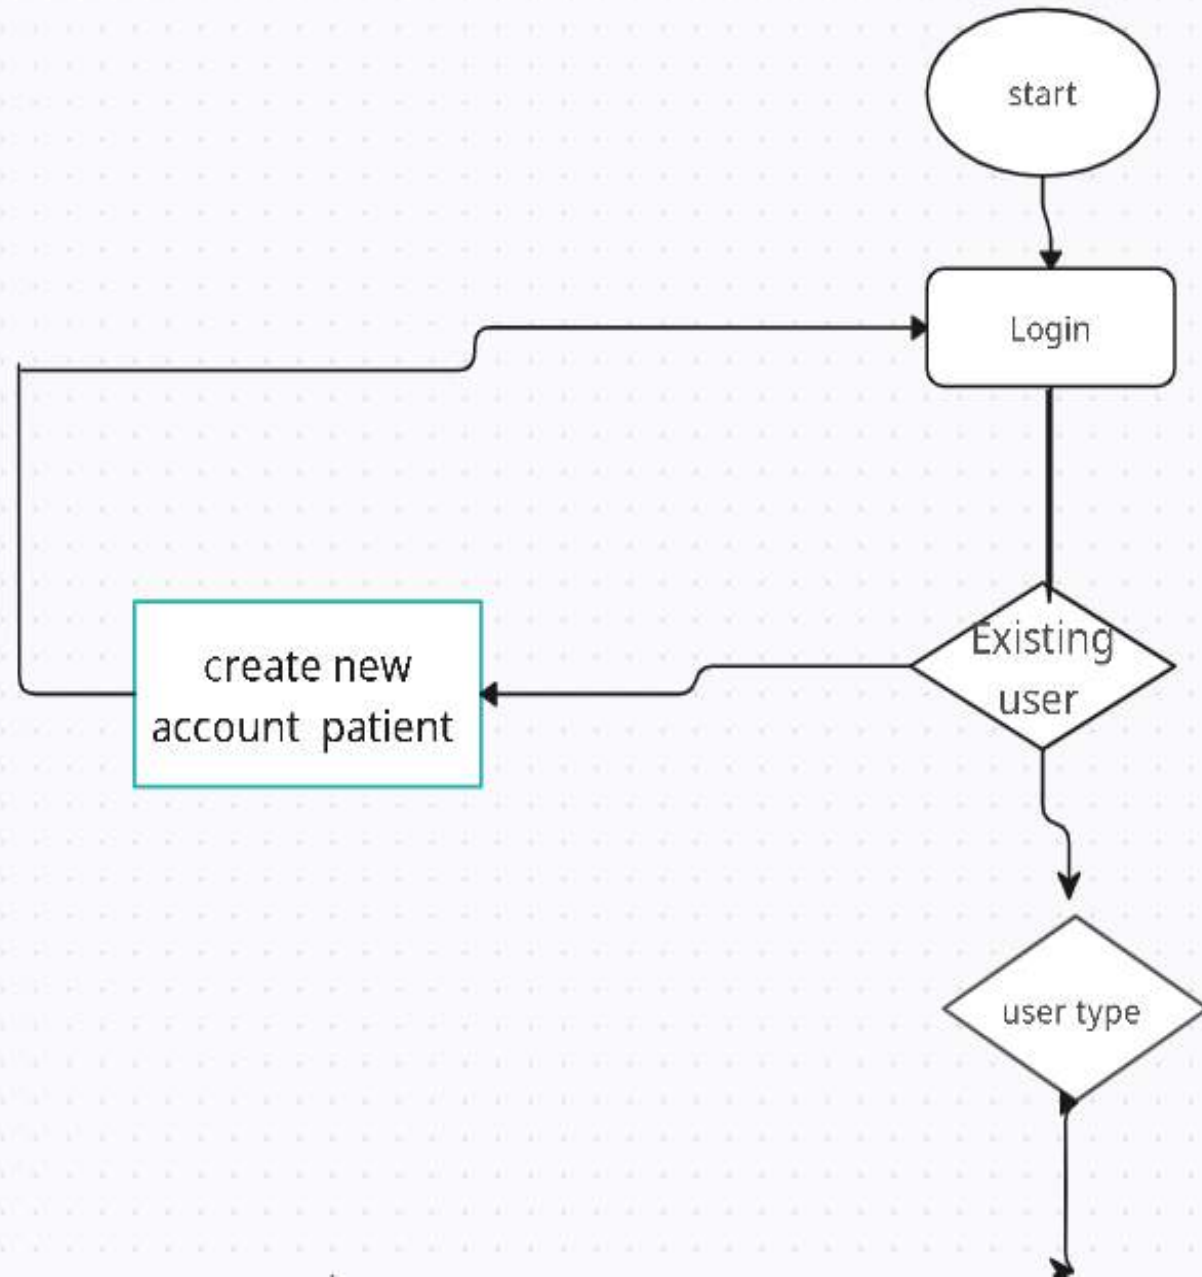 start
Login
Existing
user
create new
account patient
user type